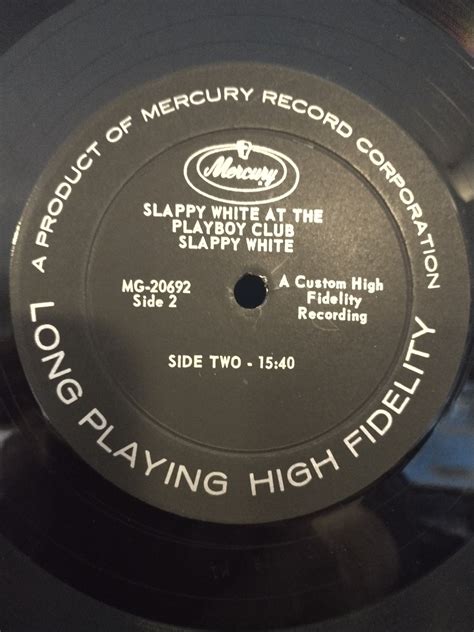 A PRODUCT OF MERCURY RECORD CORPORATION
Mercury
SLAPPY WHITE AT THE
PLAYBOY CLUB
SLAPPY WHITE
MG-20692
Side 2
A Custom High
Fidelity
Recording
SIDE TWO - 15:40
LONG PLAYING HIGH FIDELITY